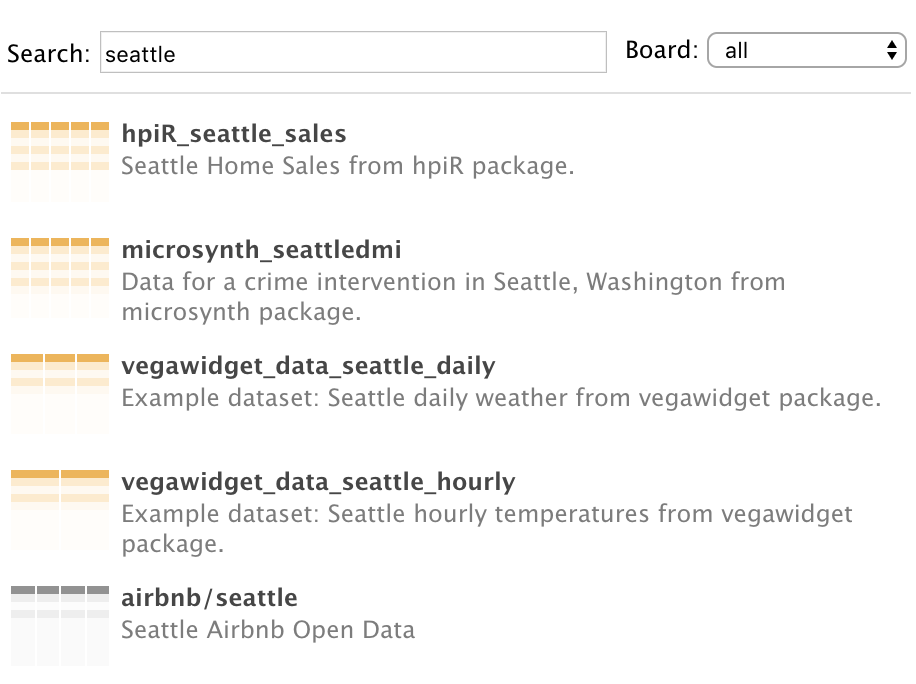 Search: seattle Board: all
hpiR_seattle_sales
Seattle Home Sales from hpiR package.
microsynth_seattledmi
Data for a crime intervention in Seattle, Washington from
microsynth package.
vegawidget_data_seattle_daily
Example dataset: Seattle daily weather from vegawidget package.
vegawidget_data_seattle_hourly
Example dataset: Seattle hourly temperatures from vegawidget
package.
airbnb/seattle
Seattle Airbnb Open Data